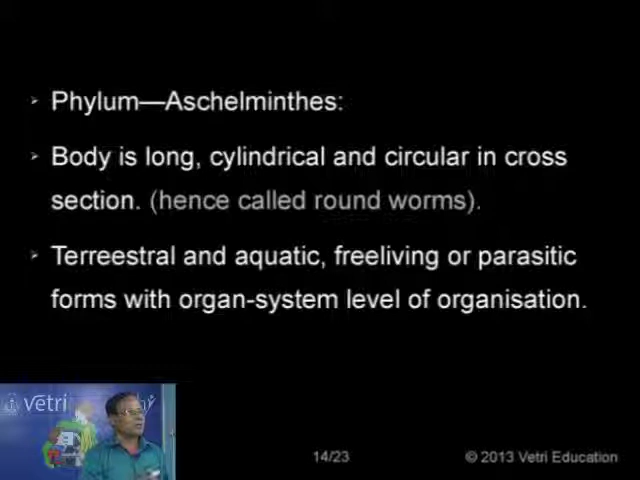 Phylum—Aschelminthes:
Body is long, cylindrical and circular in cross
section. (hence called round worms).
Terreestral and aquatic, freeliving or parasitic
forms with organ-system level of organisation.
vetri
14/23
© 2013 Vetri Education